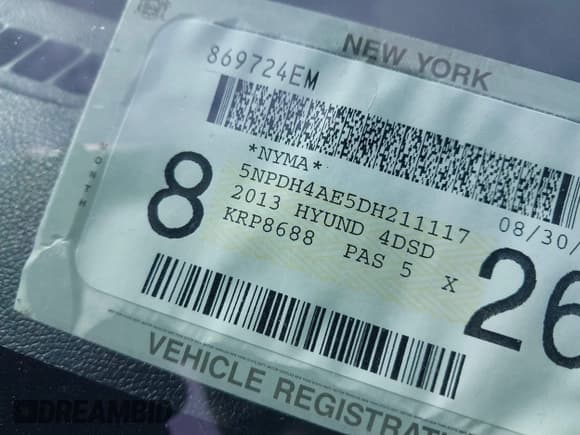 NEW YORK
869724EM
*NYMA*
5NPDH4AE5DH211117
08/30/
2013 HYUND 4DSD
KRP8688 PAS 5 X
8
26
VEHICLE REGISTRAT
DREAMBID